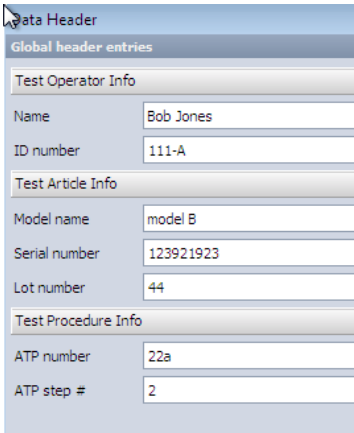 Data Header
Global header entries
Test Operator Info
Name Bob Jones
ID number 111-A
Test Article Info
Model name model B
Serial number 123921923
Lot number 44
Test Procedure Info
ATP number 22a
ATP step # 2